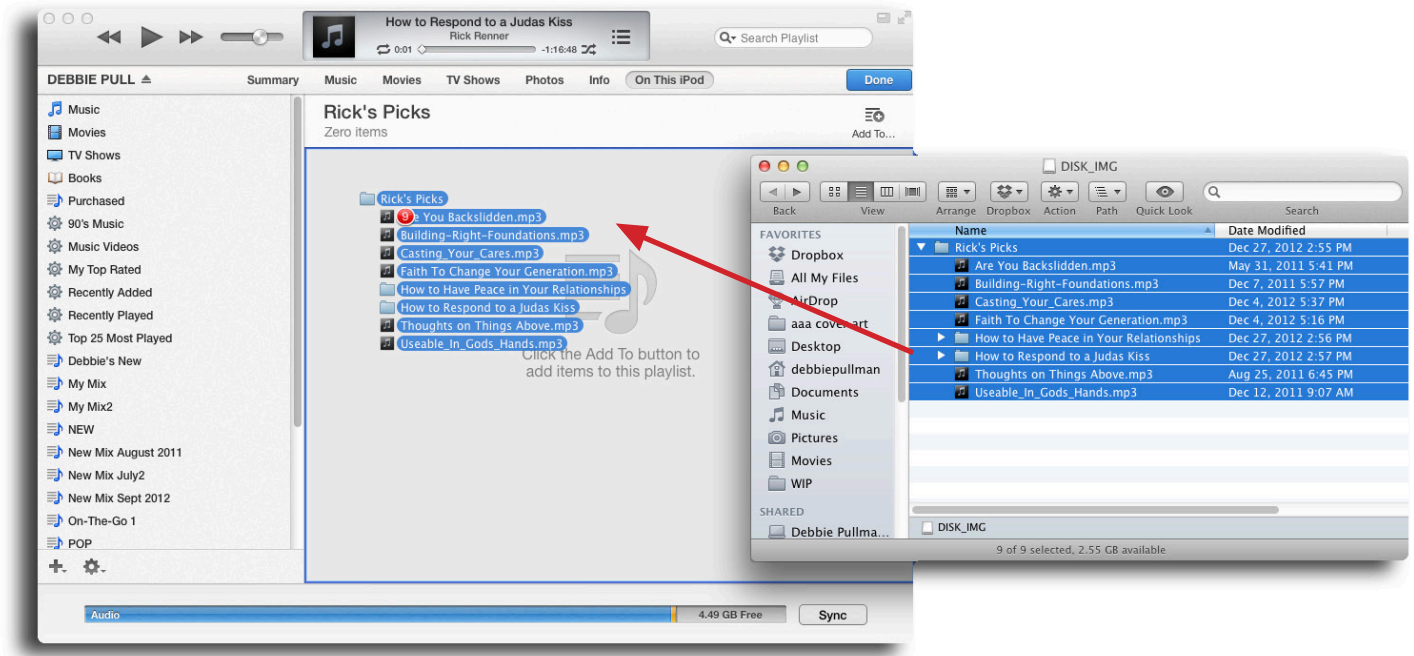 How to Respond to a Judas Kiss
Rick Renner
0:01 -1:16:48
Search Playlist
DEBBIE PULL Summary Music Movies TV Shows Photos Info On This iPod Done
Music
Movies
TV Shows
Books
Purchased
90's Music
Music Videos
My Top Rated
Recently Added
Recently Played
Top 25 Most Played
Debbie's New
My Mix
My Mix2
NEW
New Mix August 2011
New Mix July2
New Mix Sept 2012
On-The-Go 1
POP
Rick's Picks
Zero items
Add To...
Rick's Picks
9 e You Backslidden.mp3
Building-Right-Foundations.mp3
Casting_Your_Cares.mp3
Faith To Change Your Generation.mp3
How to Have Peace in Your Relationships
How to Respond to a Judas Kiss
Thoughts on Things Above.mp3
Useable_In_Gods_Hands.mp3
Click the Add To button to
add items to this playlist.
Audio 4.49 GB Free Sync
DISK_IMG
Back View Arrange Dropbox Action Path Quick Look Search
FAVORITES
Dropbox
All My Files
AirDrop
aaa cover art
Desktop
debbiepullman
Documents
Music
Pictures
Movies
WIP
SHARED
Debbie Pullma...
Name Date Modified
Rick's Picks Dec 27, 2012 2:55 PM
Are You Backslidden.mp3 May 31, 2011 5:41 PM
Building-Right-Foundations.mp3 Dec 7, 2011 5:57 PM
Casting_Your_Cares.mp3 Dec 4, 2012 5:37 PM
Faith To Change Your Generation.mp3 Dec 4, 2012 5:16 PM
How to Have Peace in Your Relationships Dec 27, 2012 2:56 PM
How to Respond to a Judas Kiss Dec 27, 2012 2:57 PM
Thoughts on Things Above.mp3 Aug 25, 2011 6:45 PM
Useable_In_Gods_Hands.mp3 Dec 12, 2011 9:07 AM
DISK_IMG
9 of 9 selected, 2.55 GB available